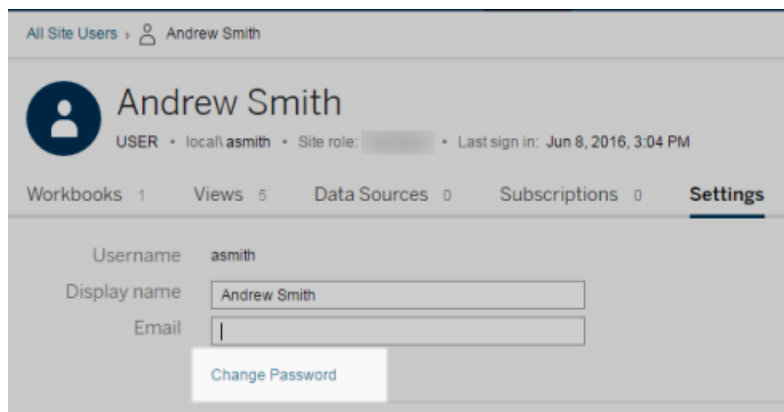 All Site Users › Andrew Smith
Andrew Smith
USER • local\asmith • Site role: • Last sign in: Jun 8, 2016, 3:04 PM
Workbooks 1 Views 5 Data Sources 0 Subscriptions 0 Settings
Username asmith
Display name Andrew Smith
Email
Change Password